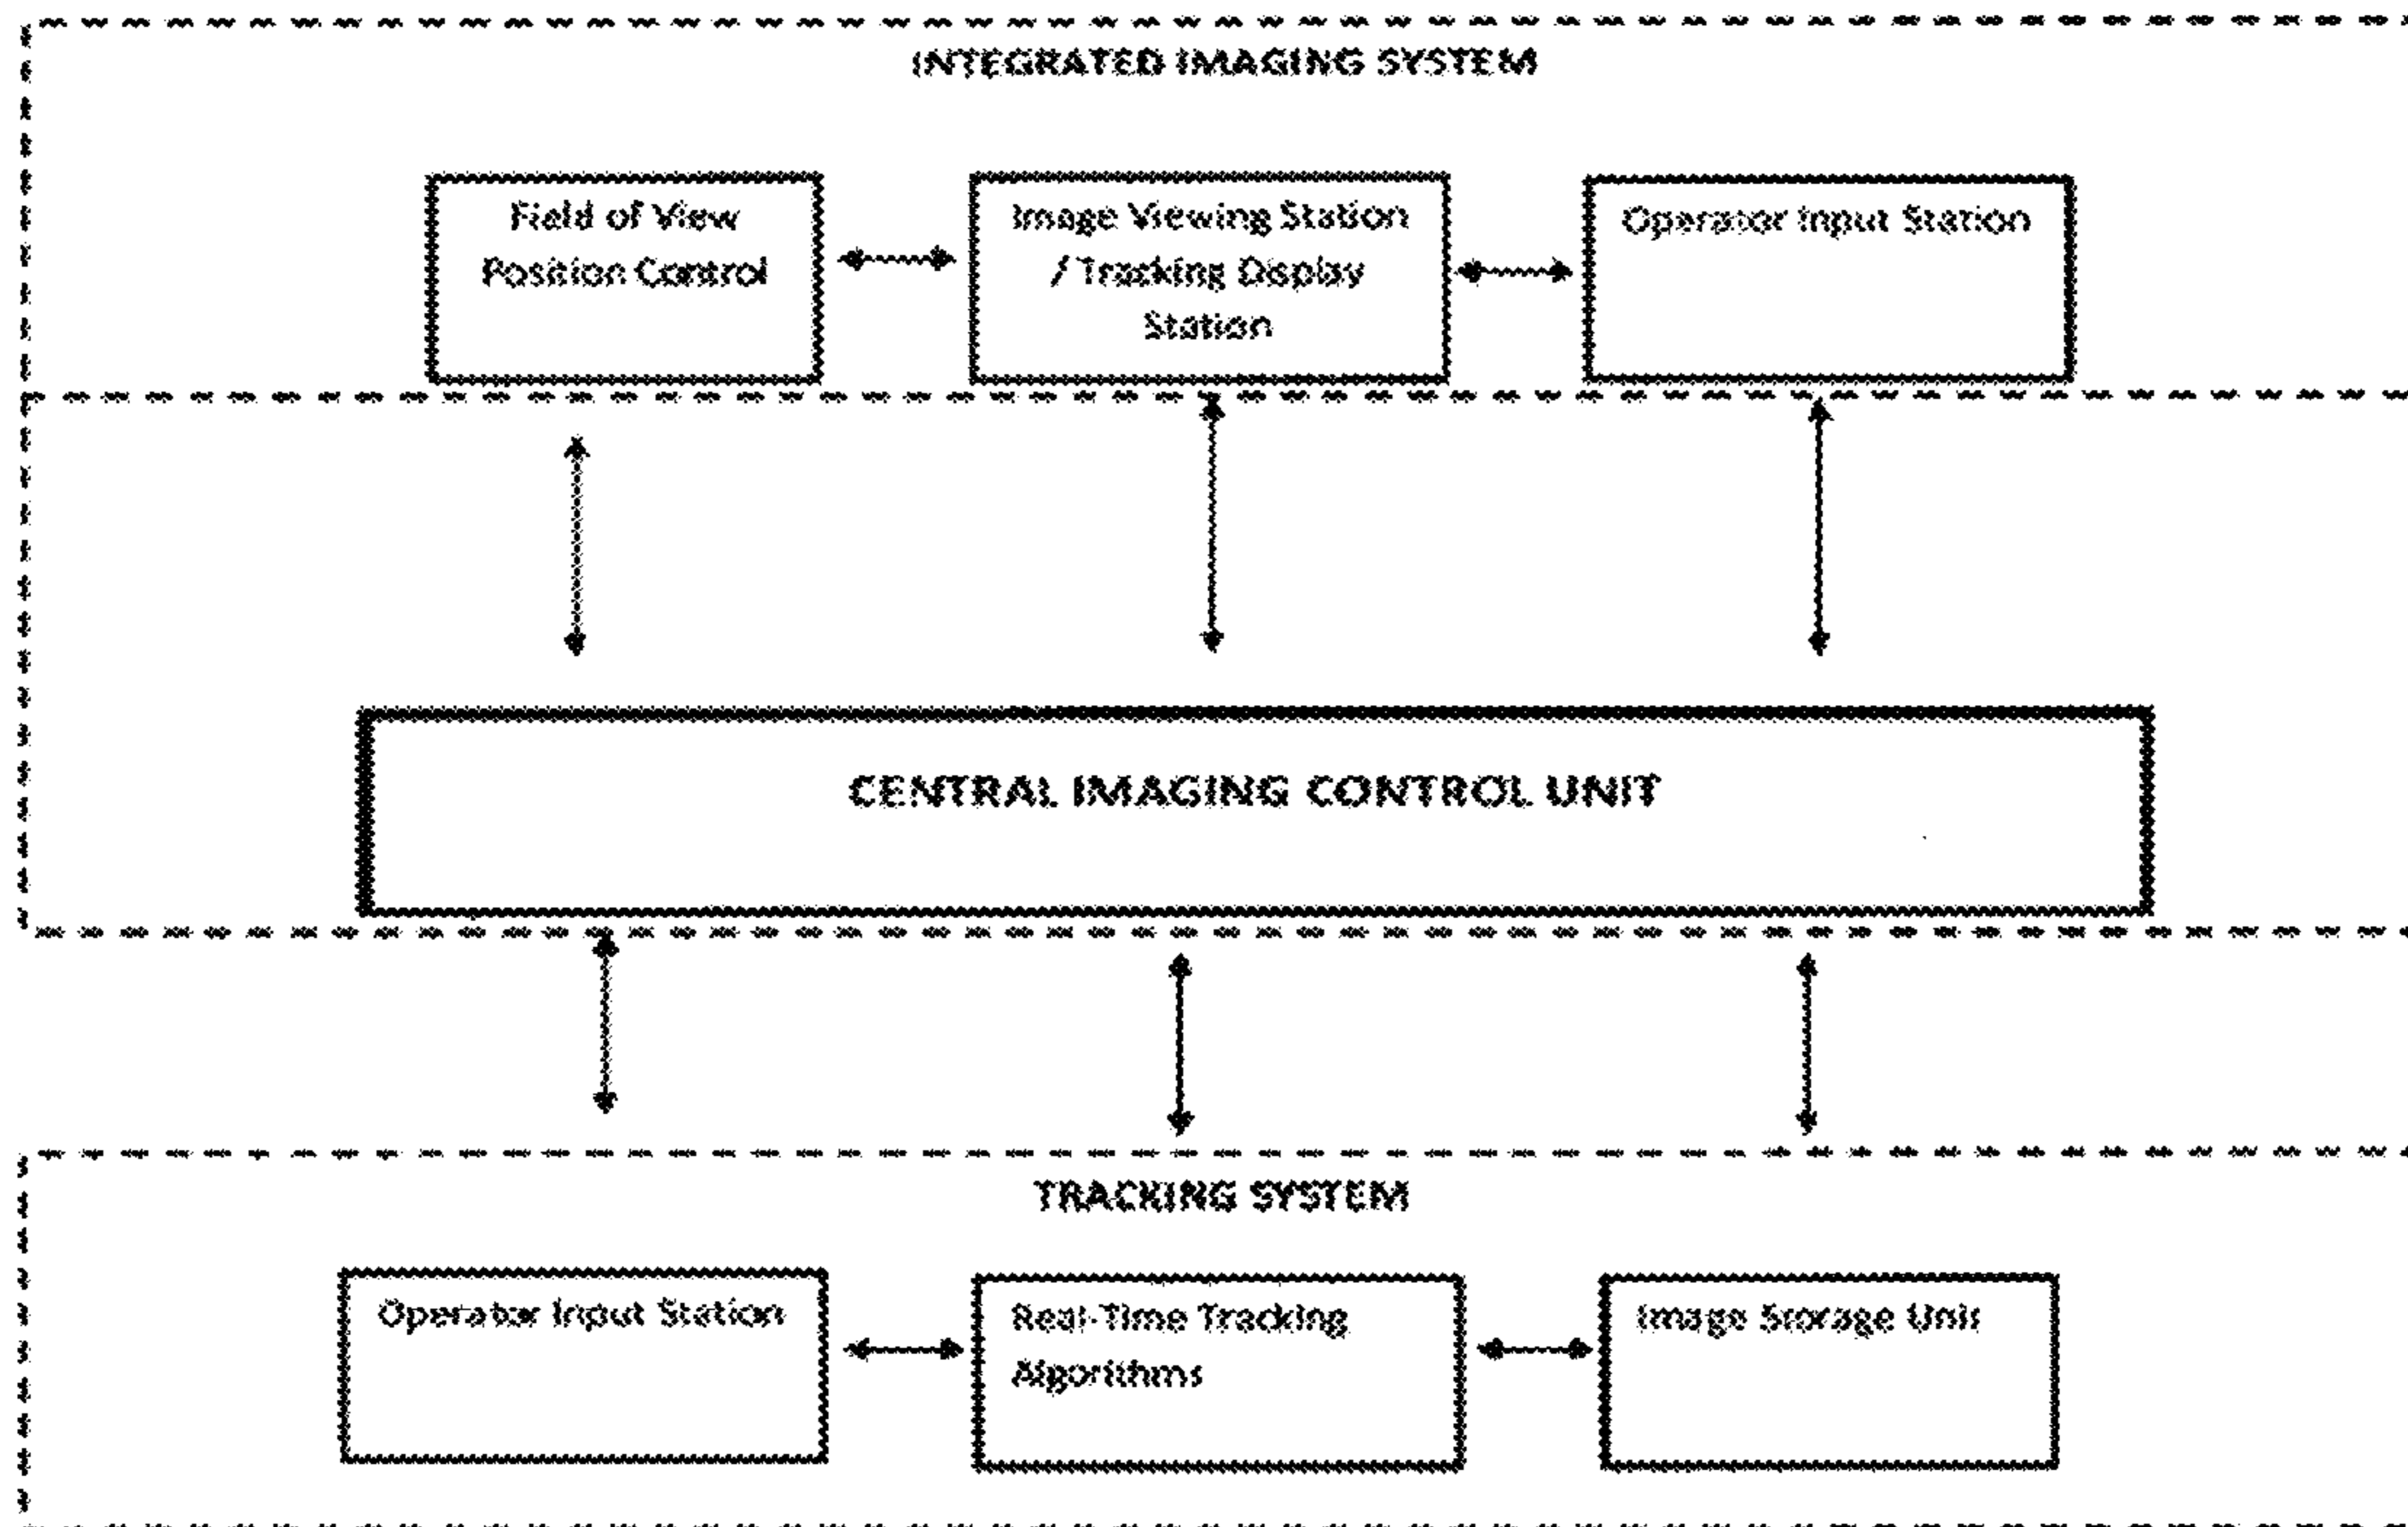 INTEGRATED IMAGING SYSTEM
Field of View
Position Control
Image Viewing Station
/ Tracking Display
Station
Operator Input Station
CENTRAL IMAGING CONTROL UNIT
TRACKING SYSTEM
Operator Input Station
Real-Time Tracking
Algorithms
Image Storage Unit